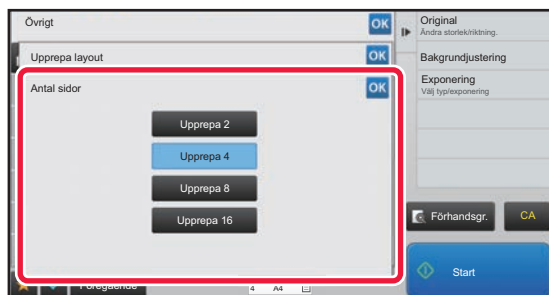 Övrigt
OK
Upprepa layout
OK
Antal sidor
OK
Upprepa 2
Upprepa 4
Upprepa 8
Upprepa 16
Föregående
4 A4
Original
Ändra storlek/riktning.
Bakgrundjustering
Exponering
Välj typ/exponering
Förhandsgr.
CA
Start